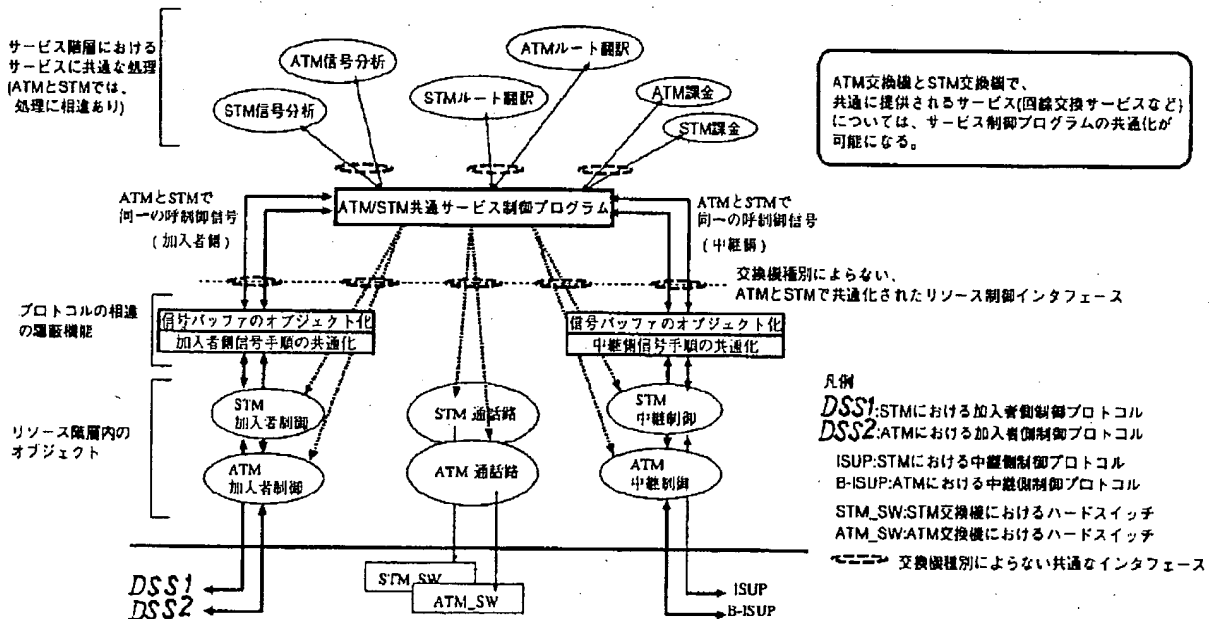 サービス階層における
サービスに共通な処理
(ATMとSTMでは、
処理に相違あり)
STM信号分析
ATM信号分析
STMルート翻訳
ATMルート翻訳
ATM課金
STM課金
ATM交換機とSTM交換機で、
共通に提供されるサービス(回線交換サービスなど)
については、サービス制御プログラムの共通化が
可能になる。
ATMとSTMで
同一の呼制御信号
(加入者側)
ATM/STM共通サービス制御プログラム
ATMとSTMで
同一の呼制御信号
(中継側)
交換機種別によらない、
ATMとSTMで共通化されたリソース制御インタフェース
プロトコルの相違
の隠蔽機能
信号バッファのオブジェクト化
加入者側信号手順の共通化
信号バッファのオブジェクト化
中継側信号手順の共通化
リソース階層内の
オブジェクト
STM
加入者制御
ATM
加入者制御
STM 通話路
ATM 通話路
STM
中継制御
ATM
中継制御
凡例
DSS1:STMにおける加入者側制御プロトコル
DSS2:ATMにおける加入者側制御プロトコル
ISUP:STMにおける中継側制御プロトコル
B-ISUP:ATMにおける中継側制御プロトコル
STM_SW:STM交換機におけるハードスイッチ
ATM_SW:ATM交換機におけるハードスイッチ
交換機種別によらない共通なインタフェース
DSS1
DSS2
STM_SW
ATM_SW
ISUP
B-ISUP